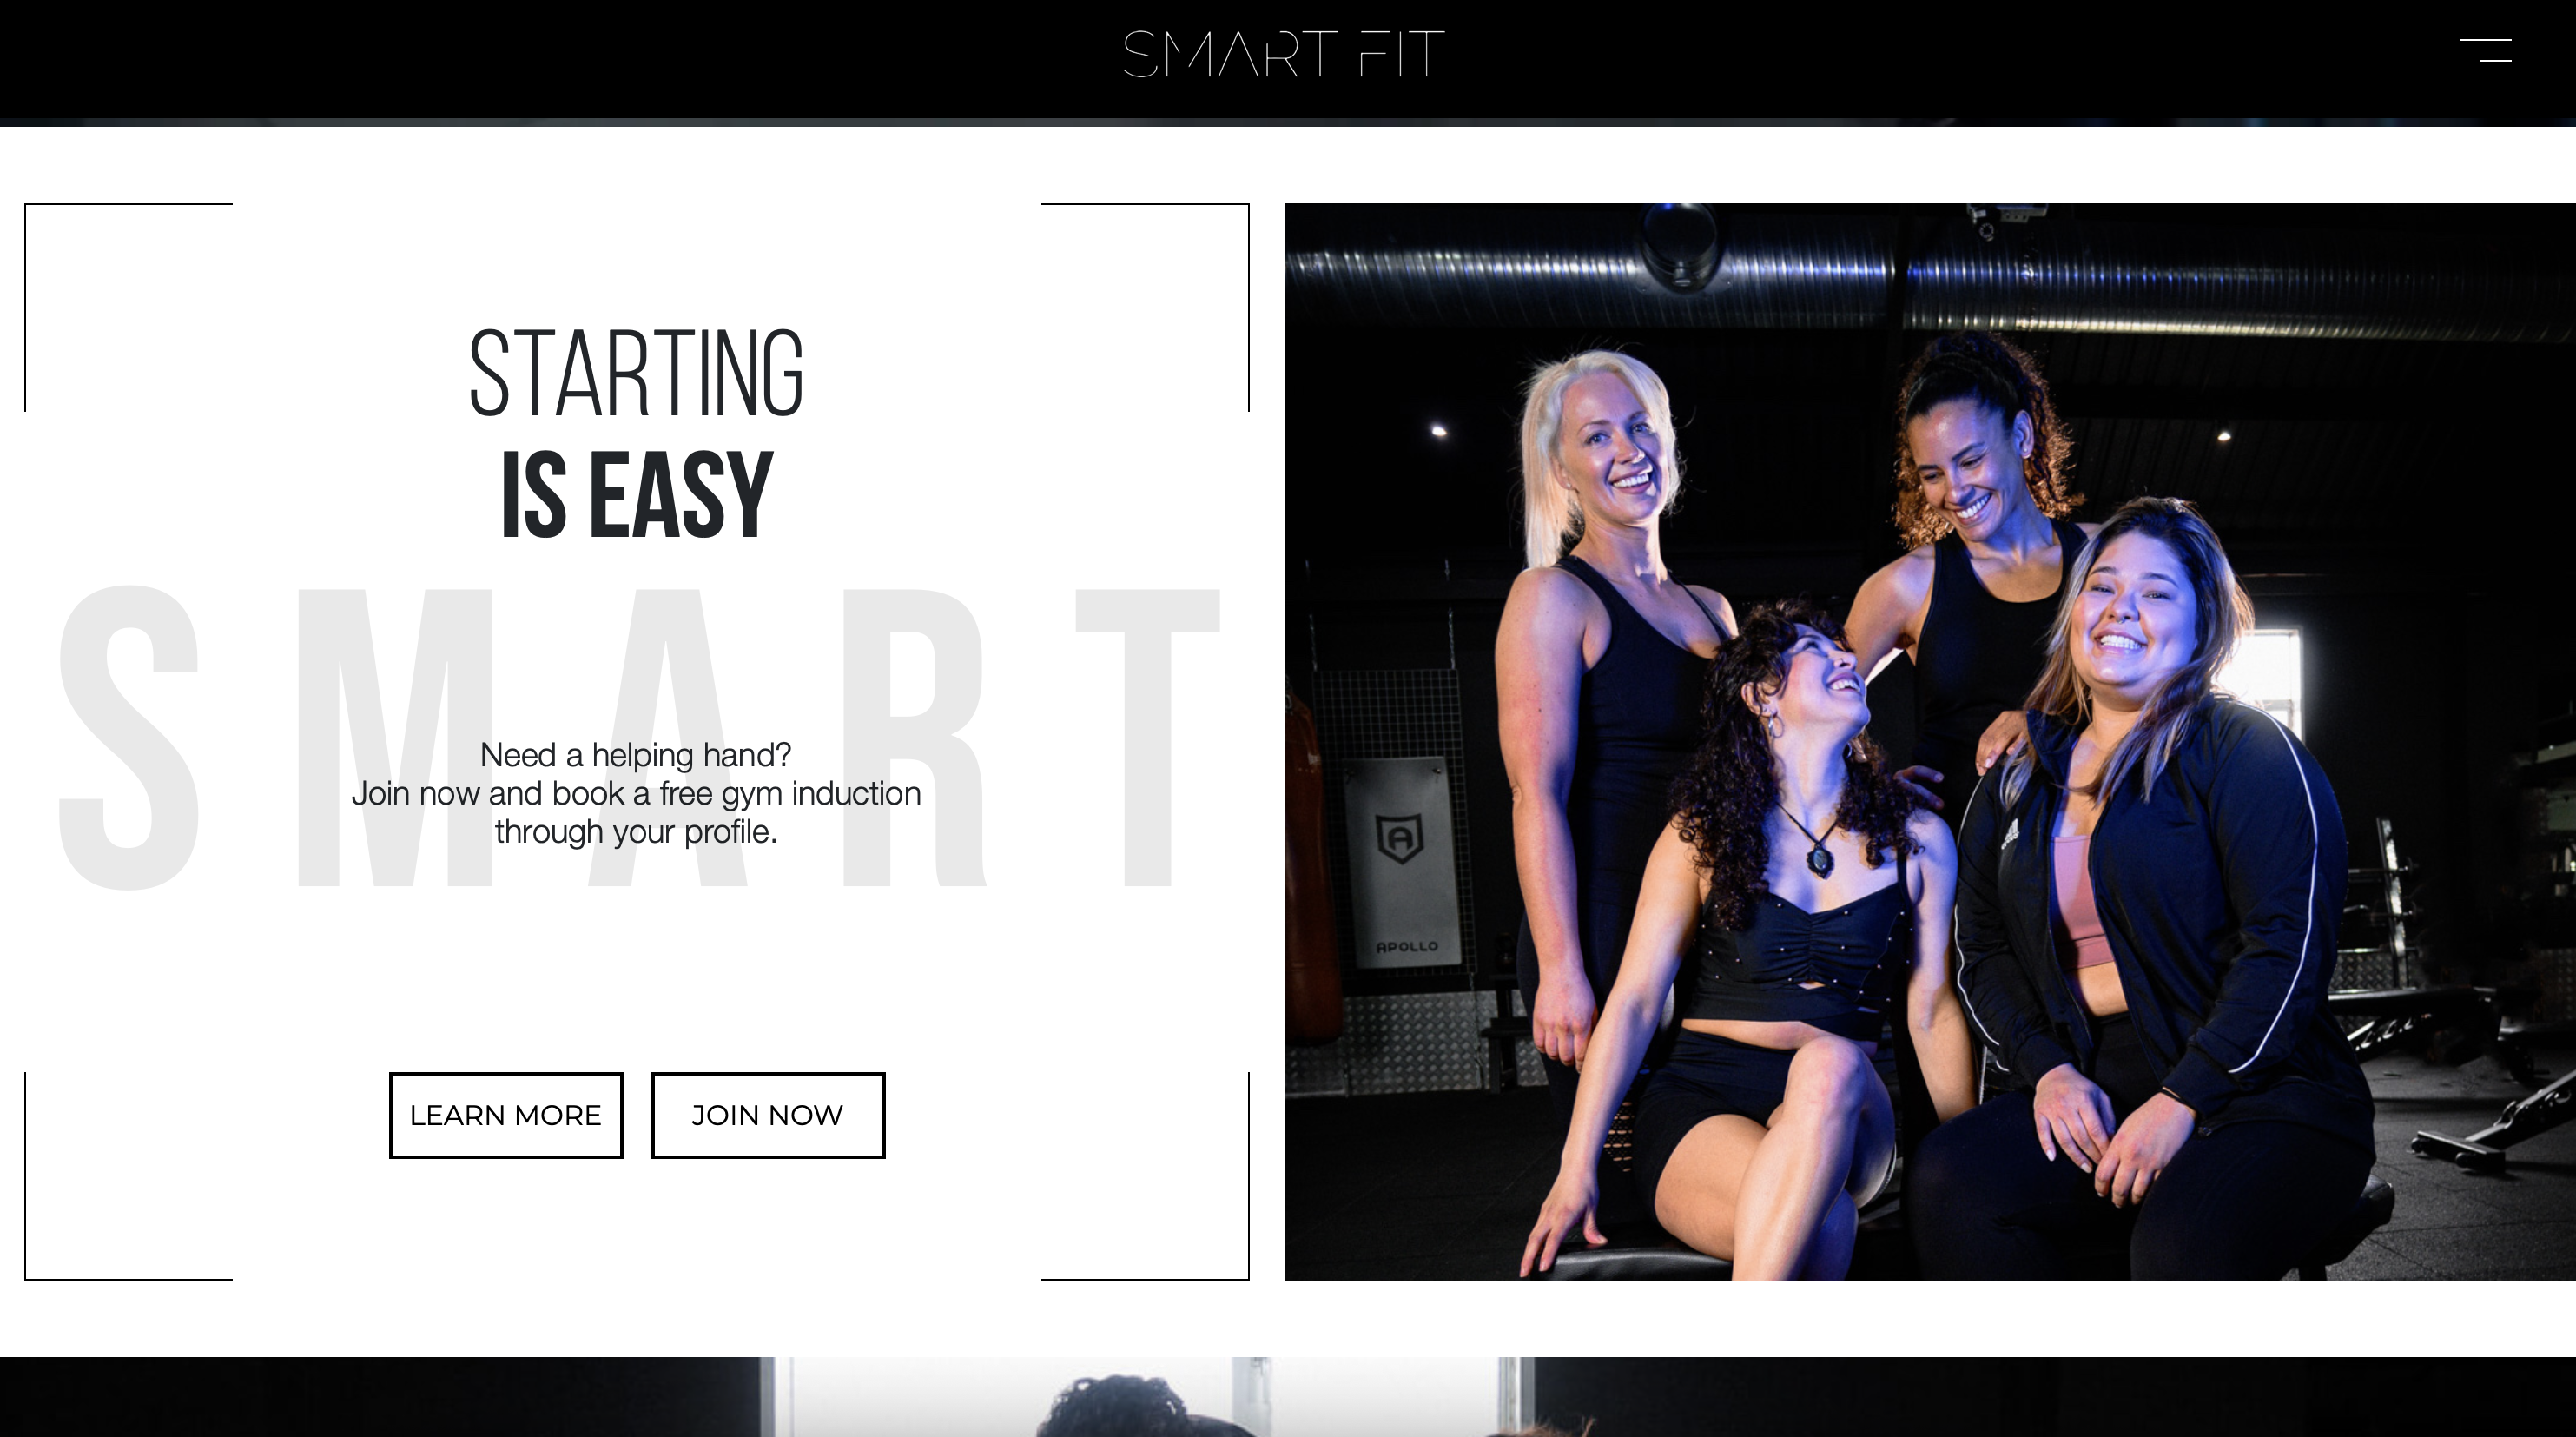 SMART FIT
STARTING
IS EASY
SMART
Need a helping hand?
Join now and book a free gym induction
through your profile.
LEARN MORE
JOIN NOW
APOLLO